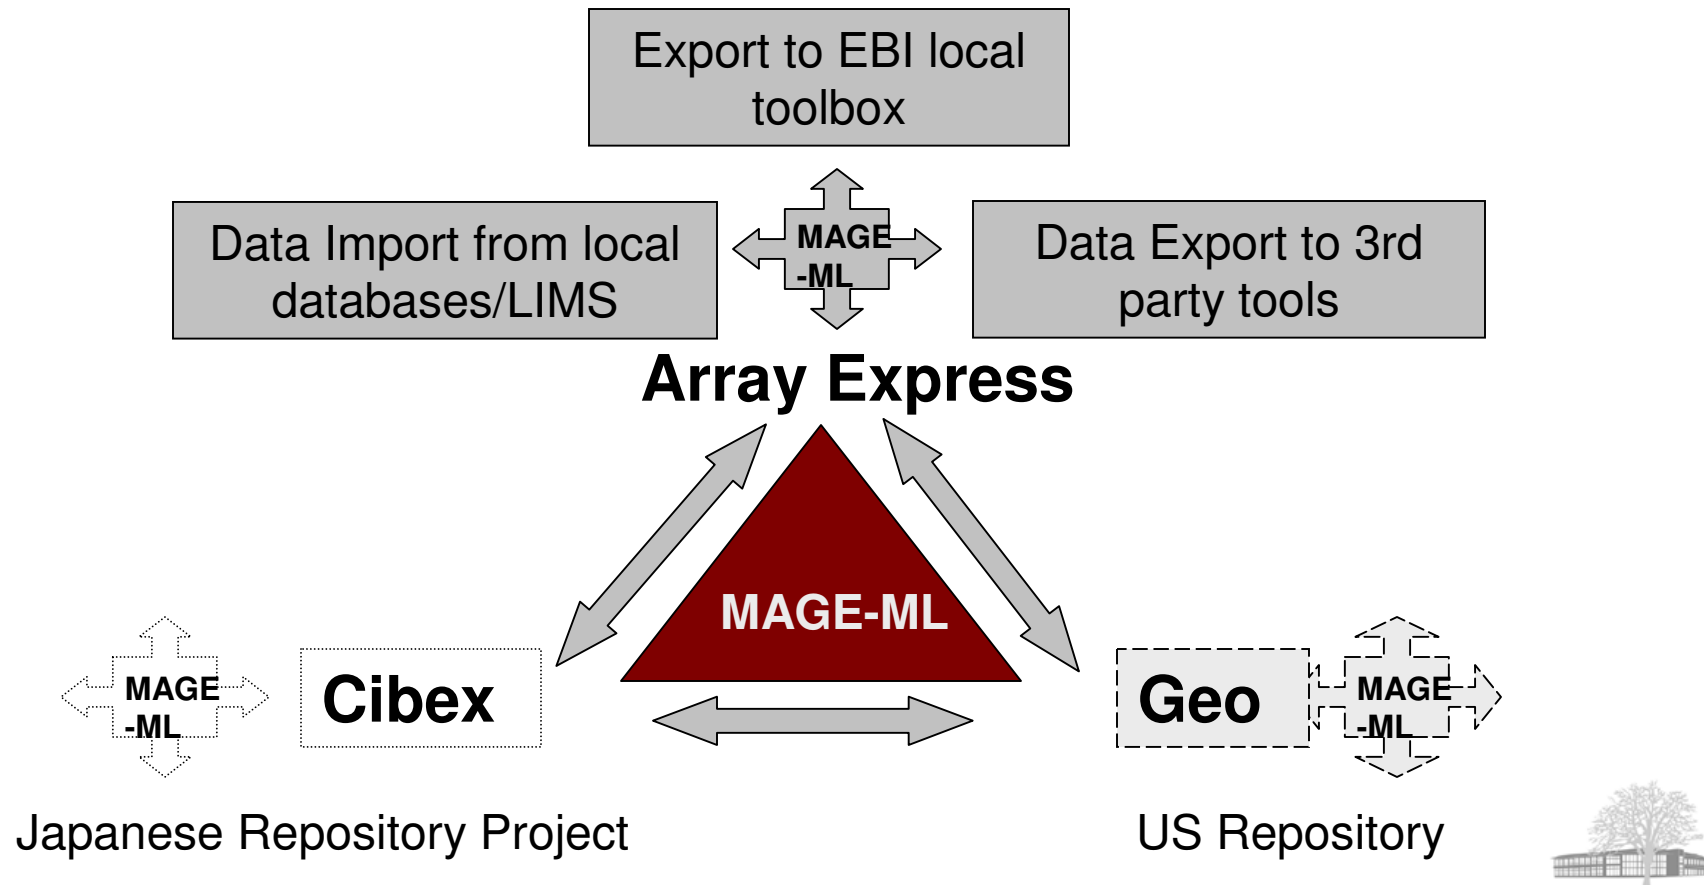 Export to EBI local
toolbox
Data Import from local
databases/LIMS
MAGE
-ML
Data Export to 3rd
party tools
Array Express
MAGE-ML
MAGE
-ML
Cibex
Geo
MAGE
-ML
Japanese Repository Project
US Repository